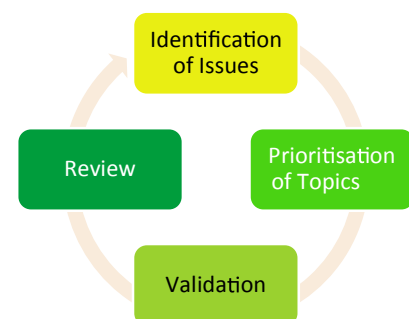 Identification
of Issues
Prioritisation
of Topics
Validation
Review